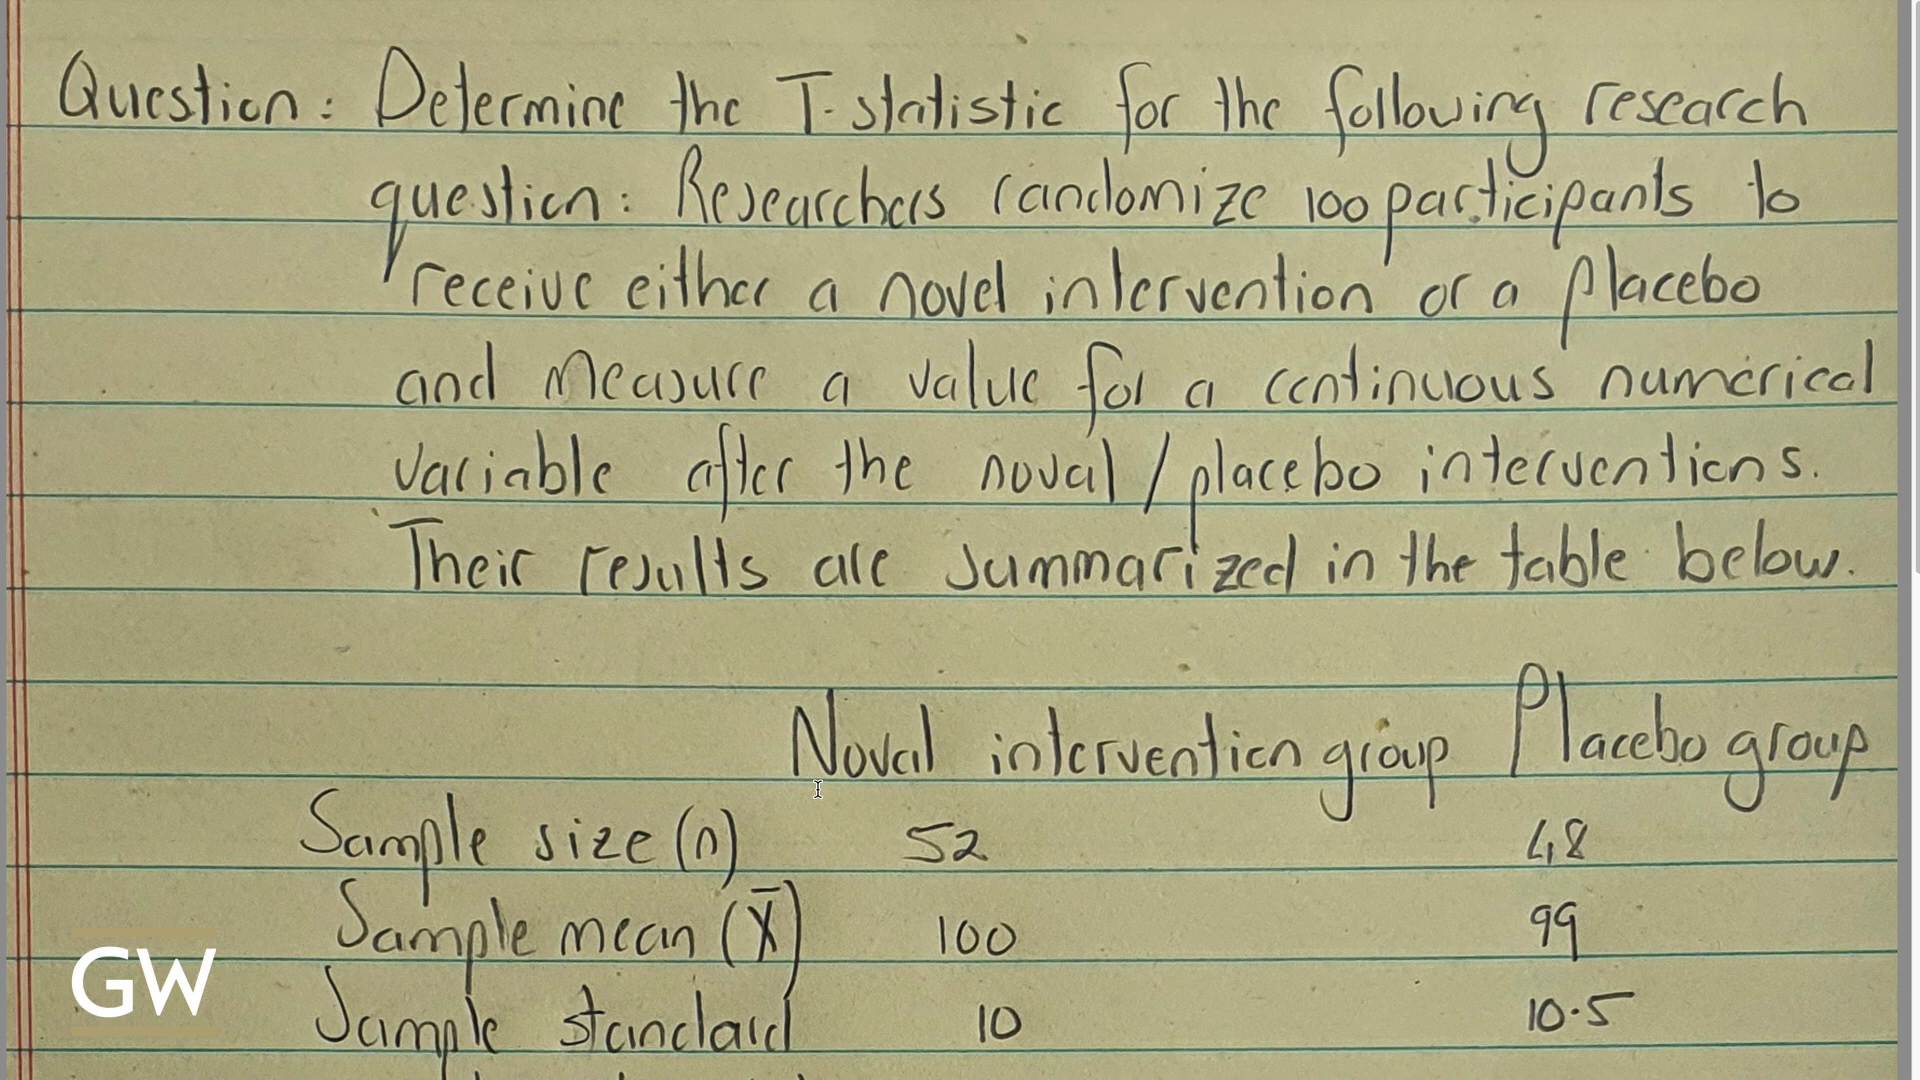 Question: Determine the T-statistic for the following research
question: Researchers randomize 100 participants to
receive either a novel intervention or a placebo
and measure a value for a continuous numerical
variable after the noval/placebo interventions.
Their results are summarized in the table below.
Noval intervention group Placebo group
Sample size (n) 52 48
Sample mean (X̄) 100 99
Sample standard 10 10.5
GW